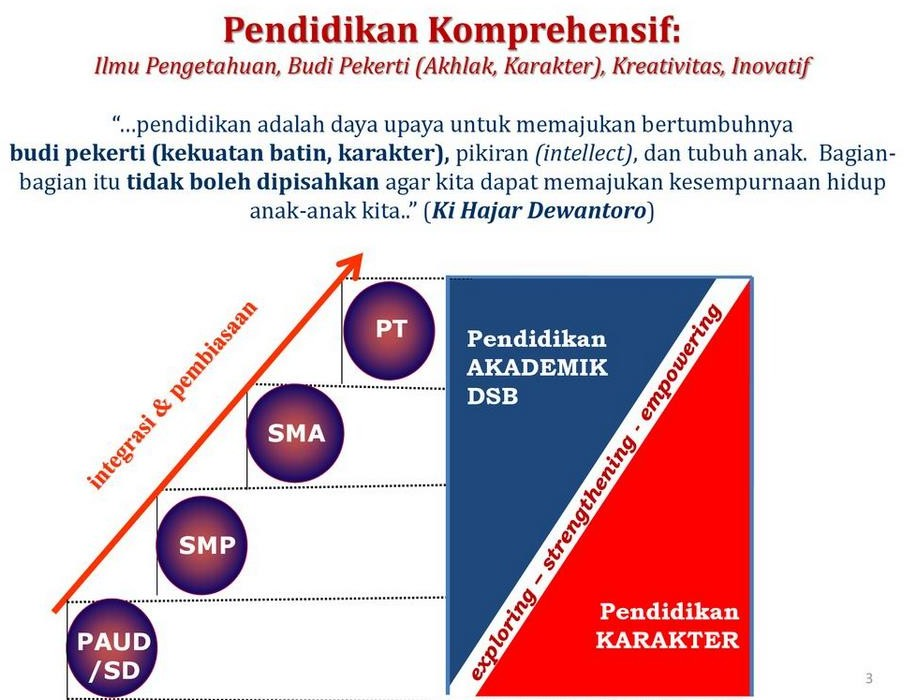 Pendidikan Komprehensif:
Ilmu Pengetahuan, Budi Pekerti (Akhlak, Karakter), Kreativitas, Inovatif
“...pendidikan adalah daya upaya untuk memajukan bertumbuhnya
budi pekerti (kekuatan batin, karakter), pikiran (intellect), dan tubuh anak. Bagian-
bagian itu tidak boleh dipisahkan agar kita dapat memajukan kesempurnaan hidup
anak-anak kita..” (Ki Hajar Dewantoro)
integrasi & pembiasaan
PT
SMA
SMP
PAUD
/SD
Pendidikan
AKADEMIK
DSB
exploring – strengthening - empowering
Pendidikan
KARAKTER
3